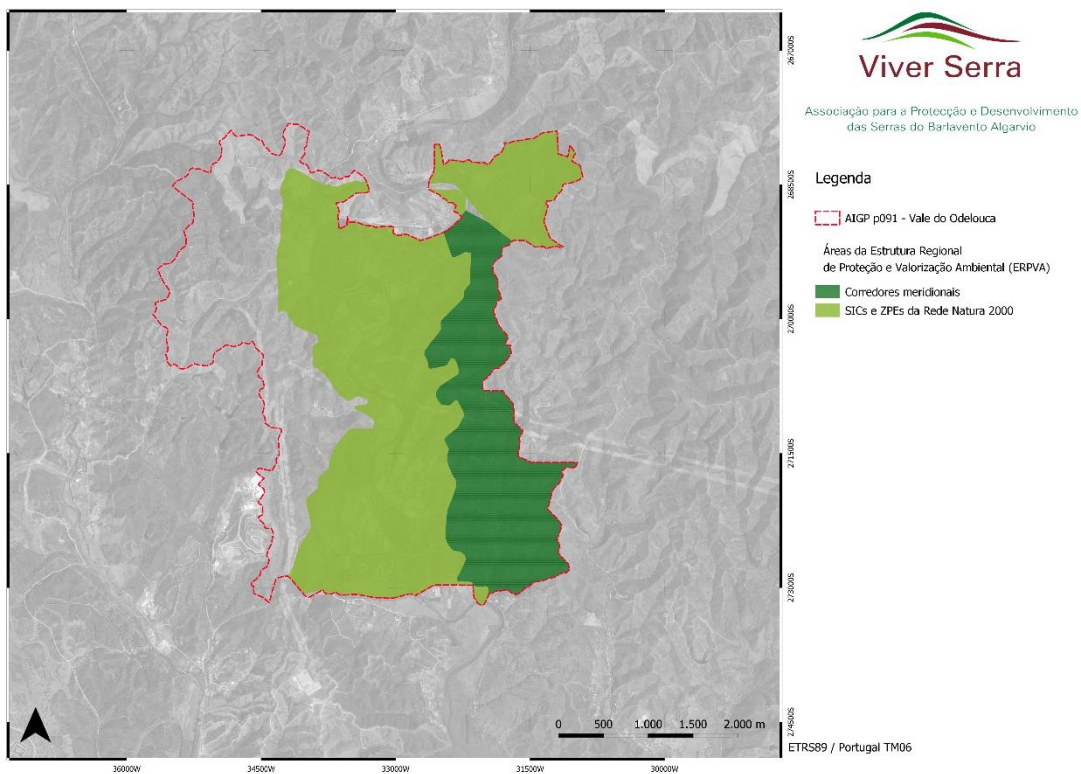 Viver Serra
Associação para a Protecção e Desenvolvimento
das Serras do Barlavento Algarvio
Legenda
AIGP p091 - Vale do Odelouca
Áreas da Estrutura Regional
de Proteção e Valorização Ambiental (ERPVA)
Corredores meridionais
SICs e ZPEs da Rede Natura 2000
267000S
268500S
270000S
271500S
273000S
274500S
0 500 1.000 1.500 2.000 m
ETRS89 / Portugal TM06
36000W 34500W 33000W 31500W 30000W